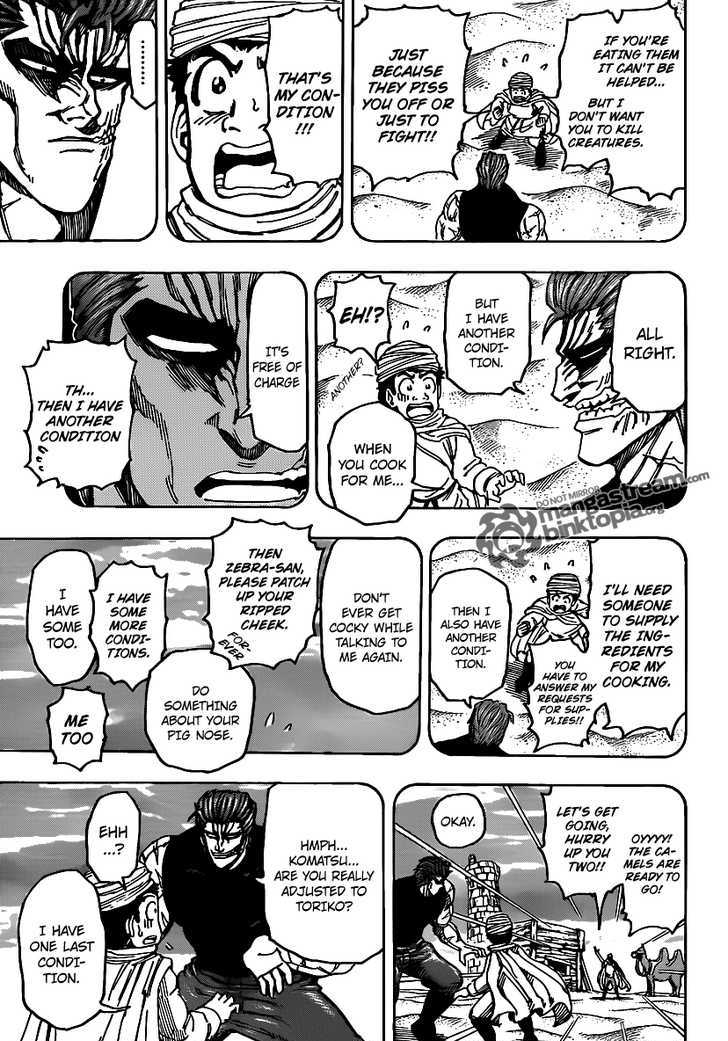 IF YOU'RE
EATING THEM
IT CAN'T BE
HELPED...
BUT I
DON'T WANT
YOU TO KILL
CREATURES.
JUST
BECAUSE
THEY PISS
YOU OFF OR
JUST TO
FIGHT!!
THAT'S
MY CON-
DITION
!!!
........
ALL
RIGHT.
BUT
I HAVE
ANOTHER
CONDI-
TION.
EH!?
ANOTHER?
WHEN
YOU COOK
FOR ME...
IT'S
FREE OF
CHARGE
TH...
THEN I HAVE
ANOTHER
CONDITION
DO NOT MIRROR
mangastream.com
binktopia.org
I'LL NEED
SOMEONE
TO SUPPLY
THE ING-
REDIENTS
FOR MY
COOKING.
YOU
HAVE TO
ANSWER MY
REQUESTS
FOR SUP-
PLIES!!
THEN I
ALSO HAVE
ANOTHER
CONDI-
TION.
DON'T
EVER GET
COCKY WHILE
TALKING TO
ME AGAIN.
THEN
ZEBRA-SAN,
PLEASE PATCH
UP YOUR
RIPPED
CHEEK.
FOR-
EVER
DO
SOMETHING
ABOUT YOUR
PIG NOSE.
I HAVE
SOME
MORE
CONDI-
TIONS.
I
HAVE
SOME
TOO.
ME
TOO
OYYYY!
THE CA-
MELS ARE
READY TO
GO!
LET'S GET
GOING,
HURRY
UP YOU
TWO!!
OKAY.
HMPH...
KOMATSU...
ARE YOU REALLY
ADJUSTED TO
TORIKO?
EHH
...?
I HAVE
ONE LAST
CONDI-
TION.